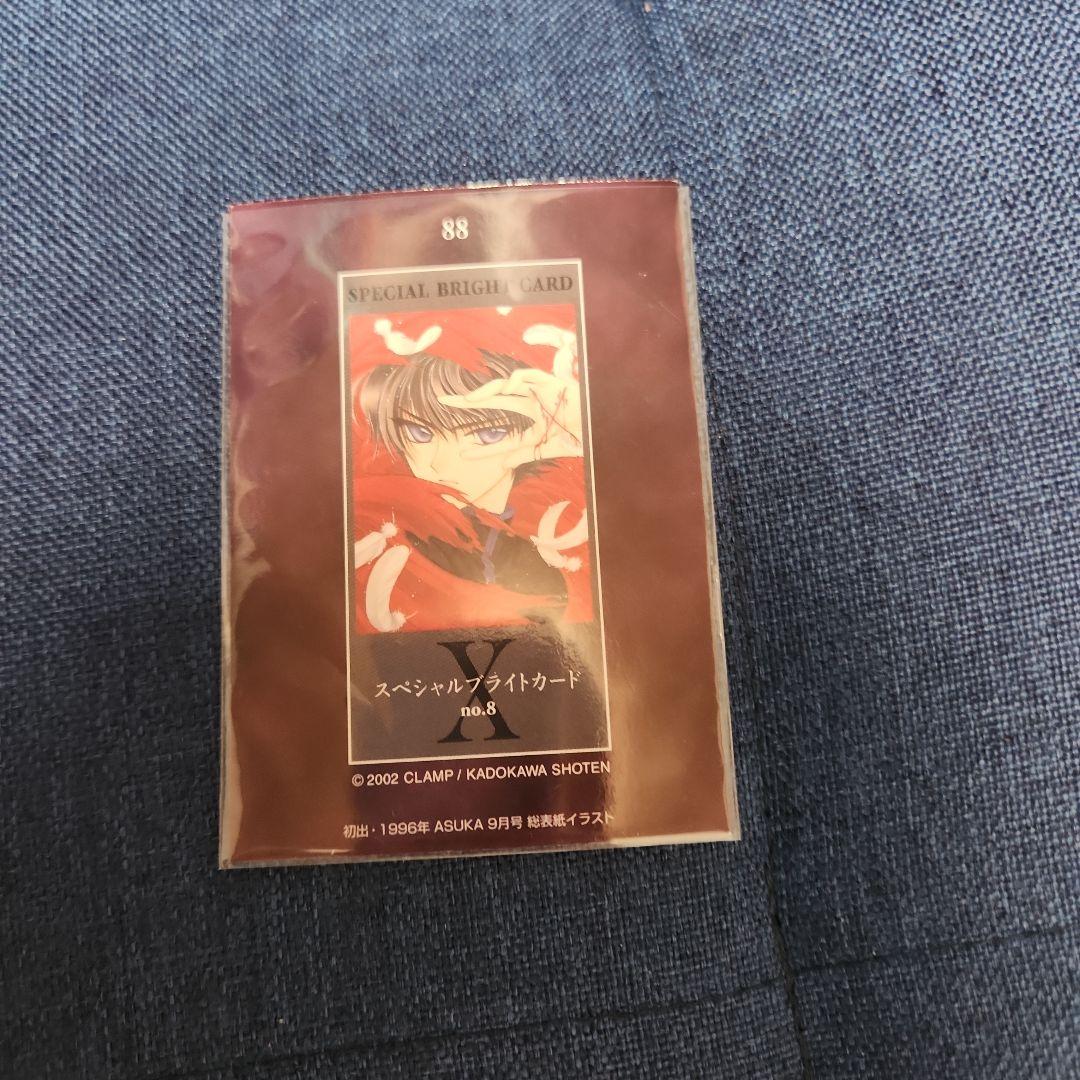 88
SPECIAL BRIGHT CARD
X
スペシャルブライトカード
no.8
© 2002 CLAMP / KADOKAWA SHOTEN
初出・1996年 ASUKA 9月号 総表紙イラスト